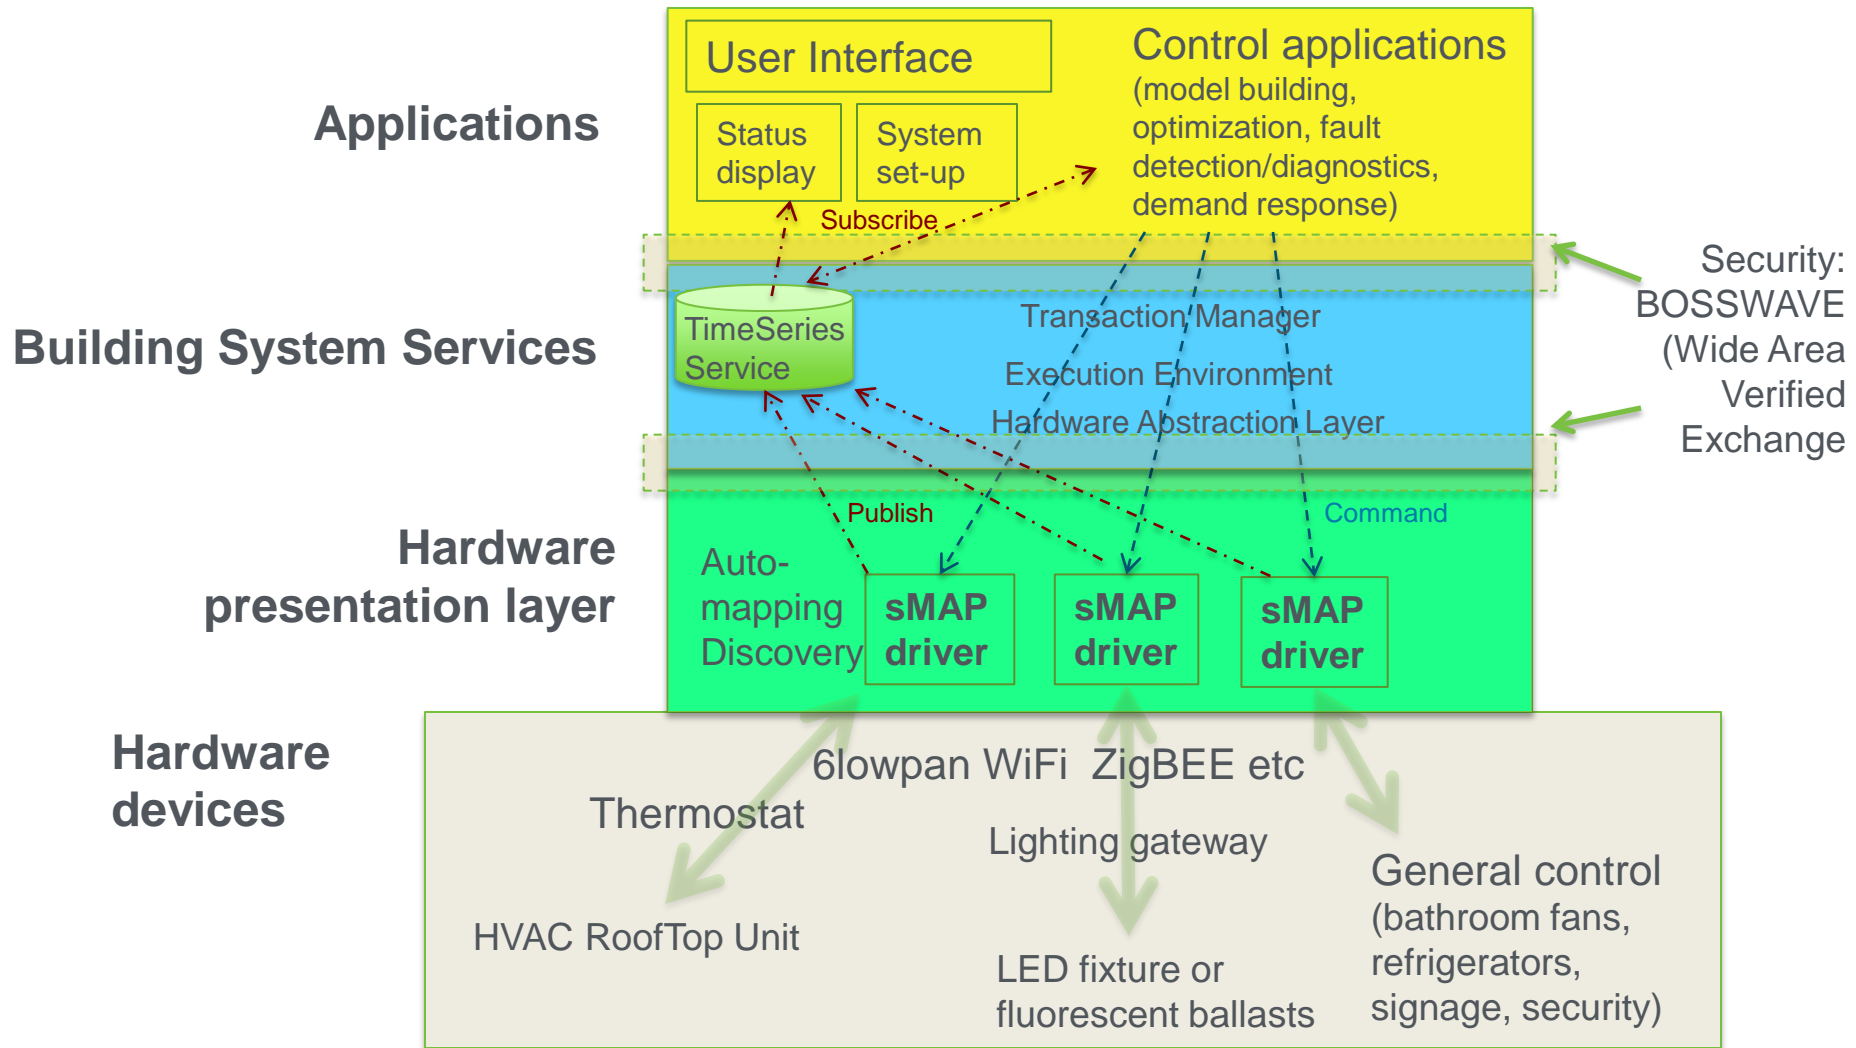 User Interface
Control applications
(model building,
optimization, fault
detection/diagnostics,
demand response)
Applications
Status
display
System
set-up
Subscribe
Security:
BOSSWAVE
(Wide Area
Verified
Exchange
Building System Services
TimeSeries
Service
Transaction Manager
Execution Environment
Hardware Abstraction Layer
Publish
Command
Hardware
presentation layer
Auto-
mapping
Discovery
sMAP
driver
sMAP
driver
sMAP
driver
Hardware
devices
6lowpan WiFi ZigBEE etc
Thermostat
Lighting gateway
General control
(bathroom fans,
refrigerators,
signage, security)
HVAC RoofTop Unit
LED fixture or
fluorescent ballasts